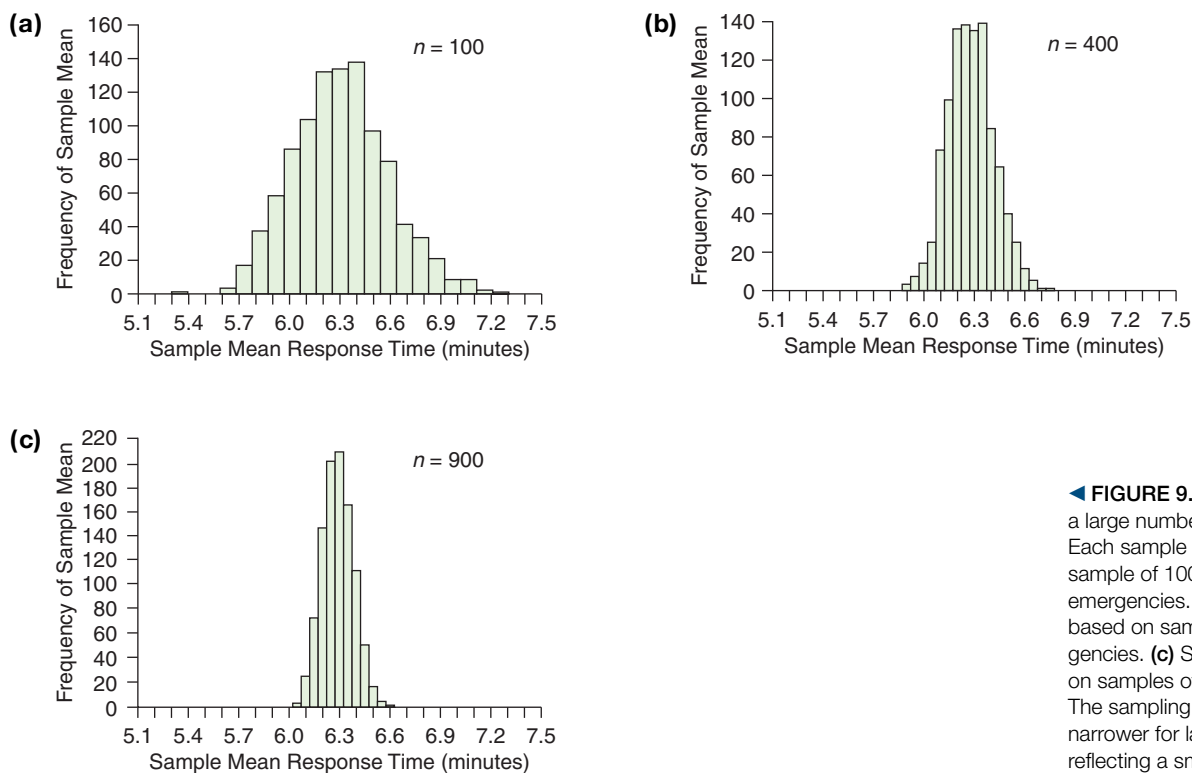 (a)
160
140
120
100
80
60
40
20
0
Frequency of Sample Mean
n = 100
5.1 5.4 5.7 6.0 6.3 6.6 6.9 7.2 7.5
Sample Mean Response Time (minutes)
(b)
140
120
100
80
60
40
20
0
Frequency of Sample Mean
n = 400
5.1 5.4 5.7 6.0 6.3 6.6 6.9 7.2 7.5
Sample Mean Response Time (minutes)
(c)
220
200
180
160
140
120
100
80
60
40
20
0
Frequency of Sample Mean
n = 900
5.1 5.4 5.7 6.0 6.3 6.6 6.9 7.2 7.5
Sample Mean Response Time (minutes)
◄ FIGURE 9.
a large numbe
Each sample
sample of 100
emergencies.
based on sam
gencies. (c) S
on samples o
The sampling
narrower for la
reflecting a sm